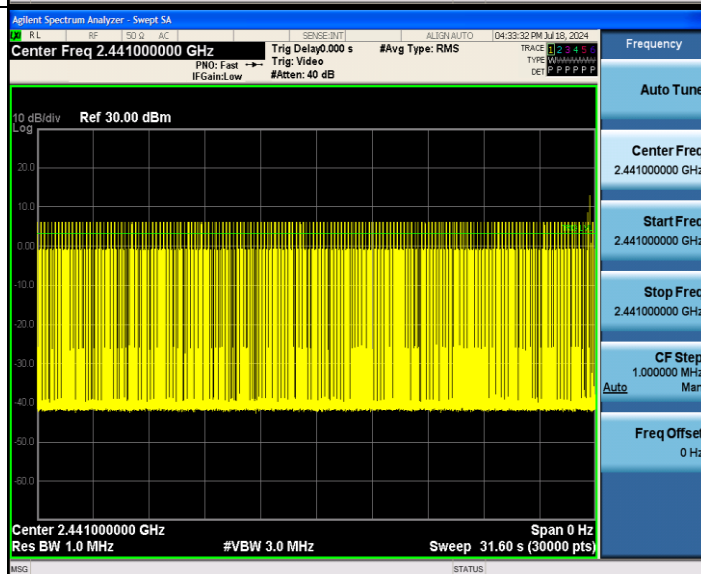 Agilent Spectrum Analyzer - Swept SA
RL RF 50 Ω AC SENSE:INT ALIGN AUTO 04:33:32 PM Jul 18, 2024
Center Freq 2.441000000 GHz
PNO: Fast
IFGain:Low
Trig Delay0.000 s
Trig: Video
#Atten: 40 dB
#Avg Type: RMS
TRACE 1 2 3 4 5 6
TYPE WWWWWWW
DET P P P P P P
10 dB/div Ref 30.00 dBm
Log
20.0
10.0
0.00
-10.0
-20.0
-30.0
-40.0
-50.0
-60.0
Center 2.441000000 GHz Span 0 Hz
Res BW 1.0 MHz #VBW 3.0 MHz Sweep 31.60 s (30000 pts)
MSG STATUS
Frequency
Auto Tune
Center Freq
2.441000000 GHz
Start Freq
2.441000000 GHz
Stop Freq
2.441000000 GHz
CF Step
1.000000 MHz
Auto Man
Freq Offset
0 Hz